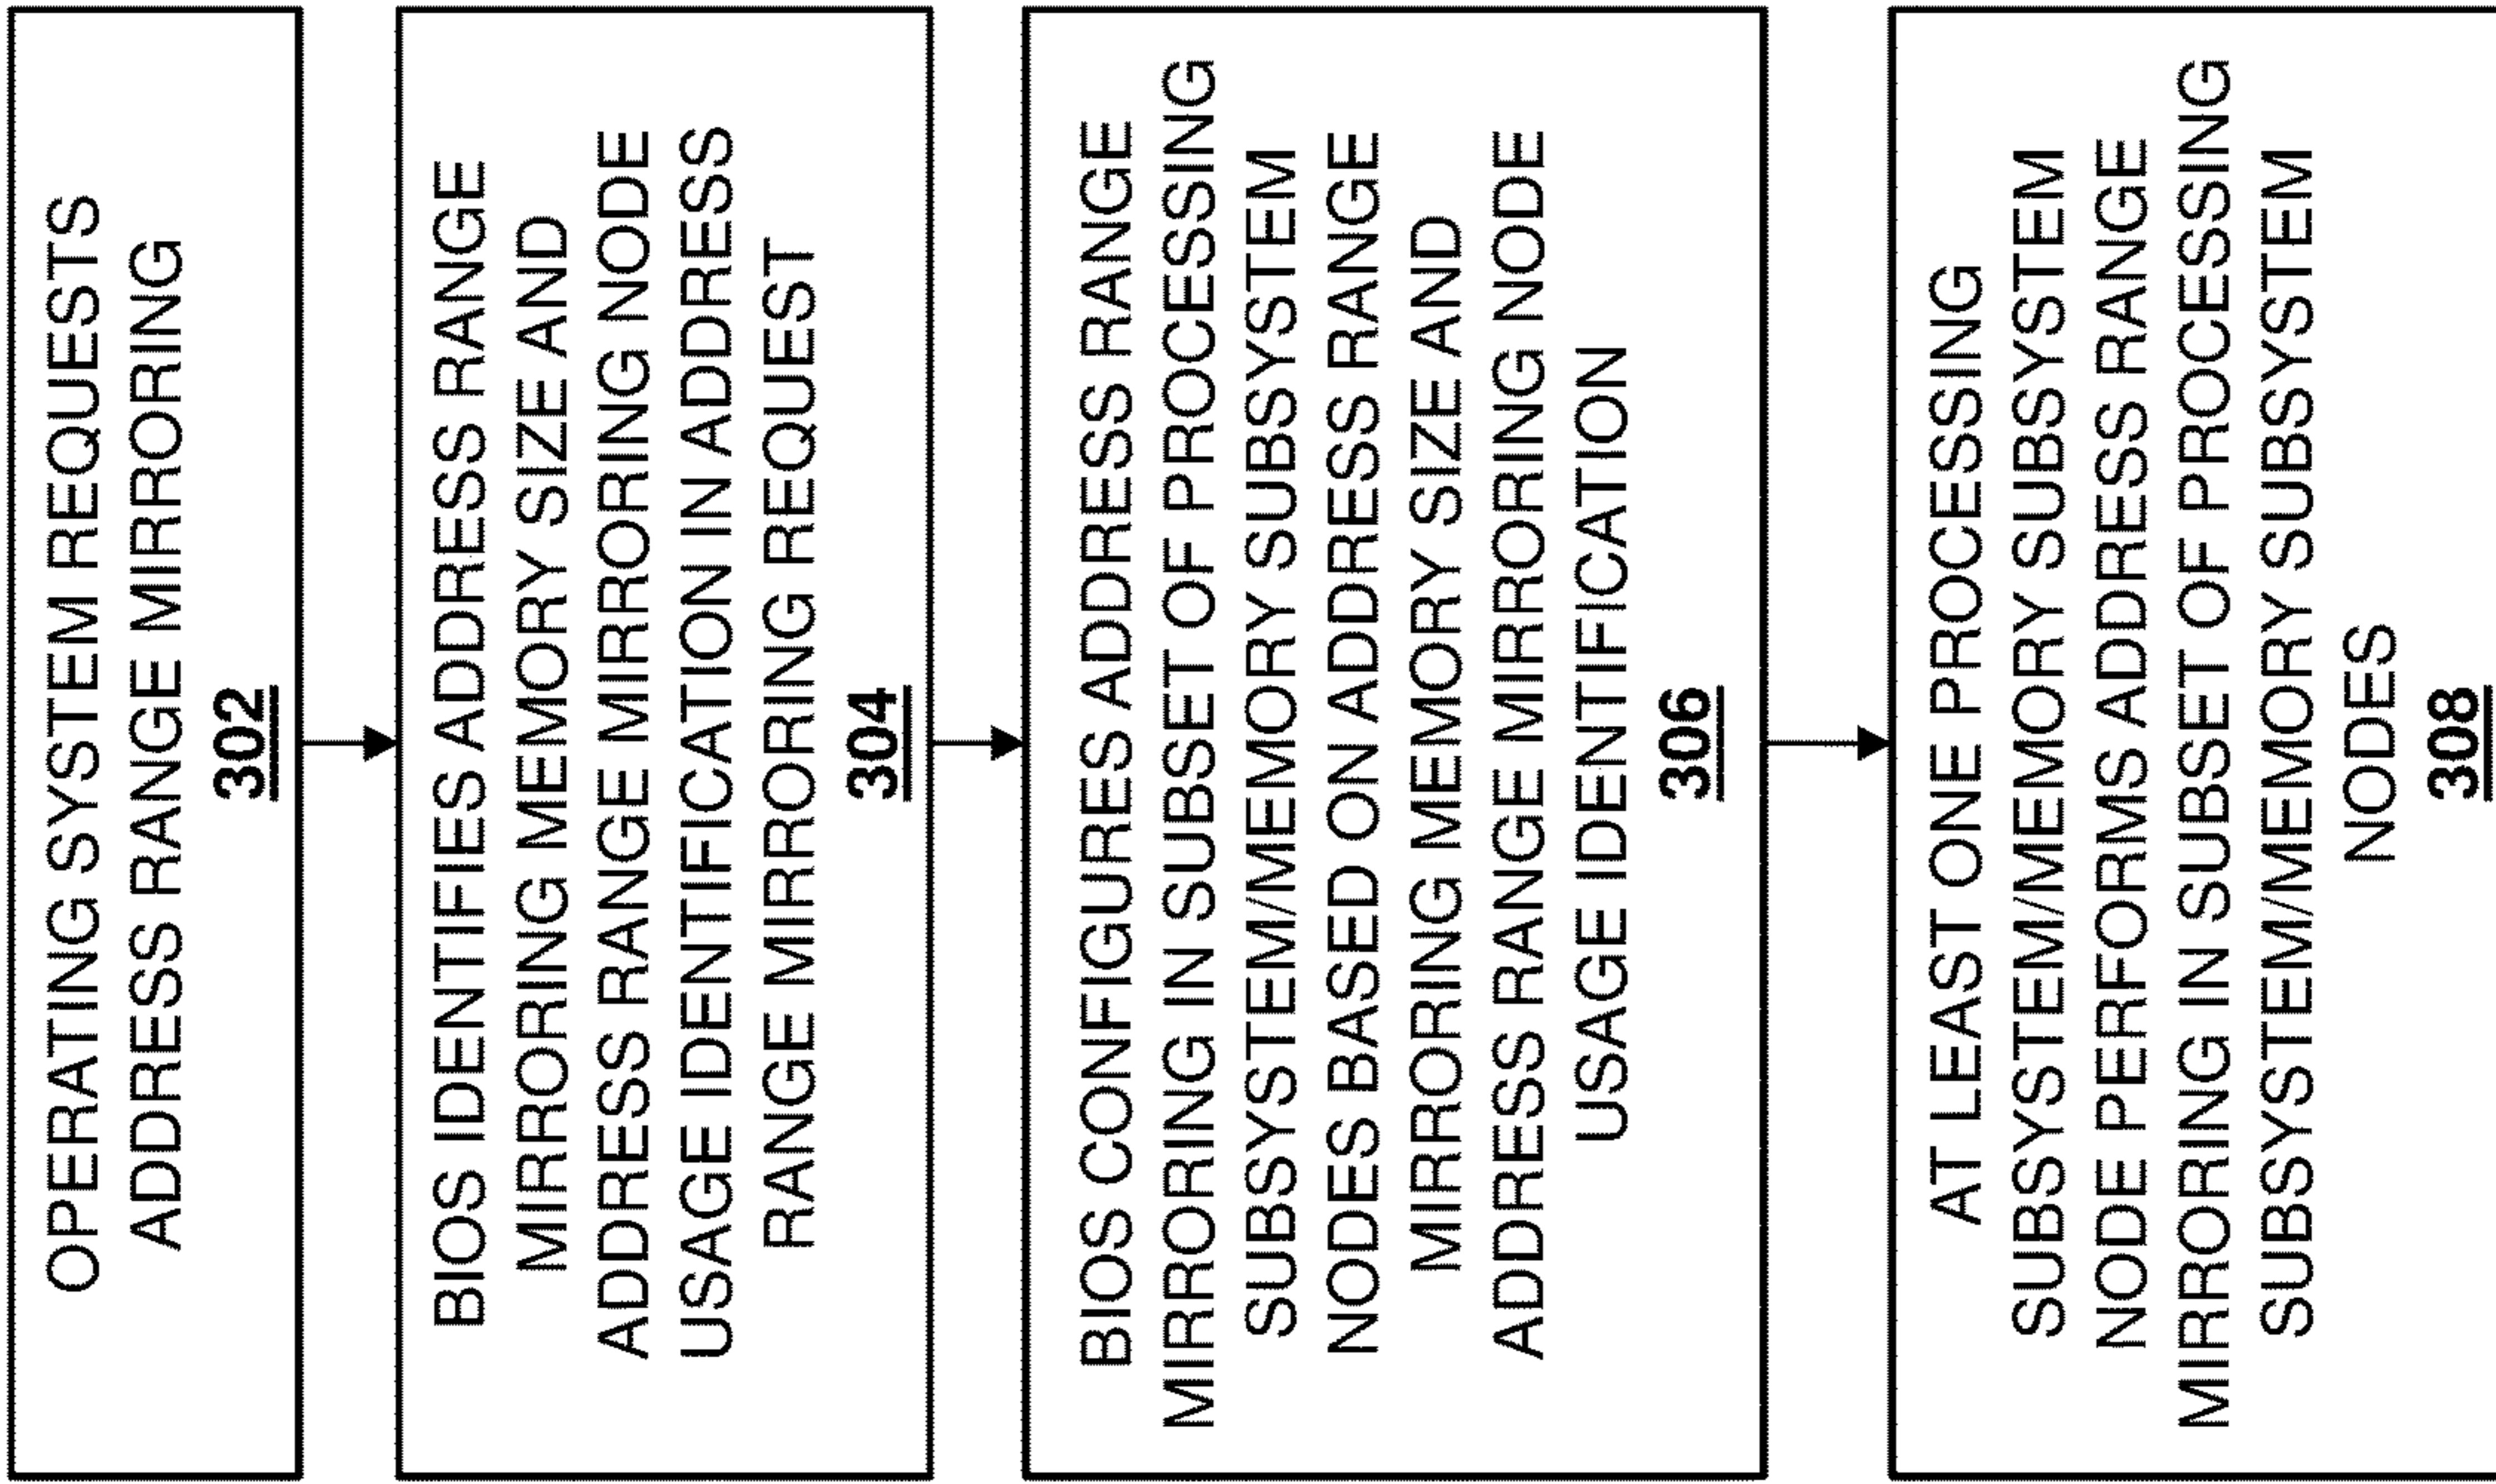 OPERATING SYSTEM REQUESTS
ADDRESS RANGE MIRRORING
302
BIOS IDENTIFIES ADDRESS RANGE
MIRRORING MEMORY SIZE AND
ADDRESS RANGE MIRRORING NODE
USAGE IDENTIFICATION IN ADDRESS
RANGE MIRRORING REQUEST
304
BIOS CONFIGURES ADDRESS RANGE
MIRRORING IN SUBSET OF PROCESSING
SUBSYSTEM/MEMORY SUBSYSTEM
NODES BASED ON ADDRESS RANGE
MIRRORING MEMORY SIZE AND
ADDRESS RANGE MIRRORING NODE
USAGE IDENTIFICATION
306
AT LEAST ONE PROCESSING
SUBSYSTEM/MEMORY SUBSYSTEM
NODE PERFORMS ADDRESS RANGE
MIRRORING IN SUBSET OF PROCESSING
SUBSYSTEM/MEMORY SUBSYSTEM
NODES
308